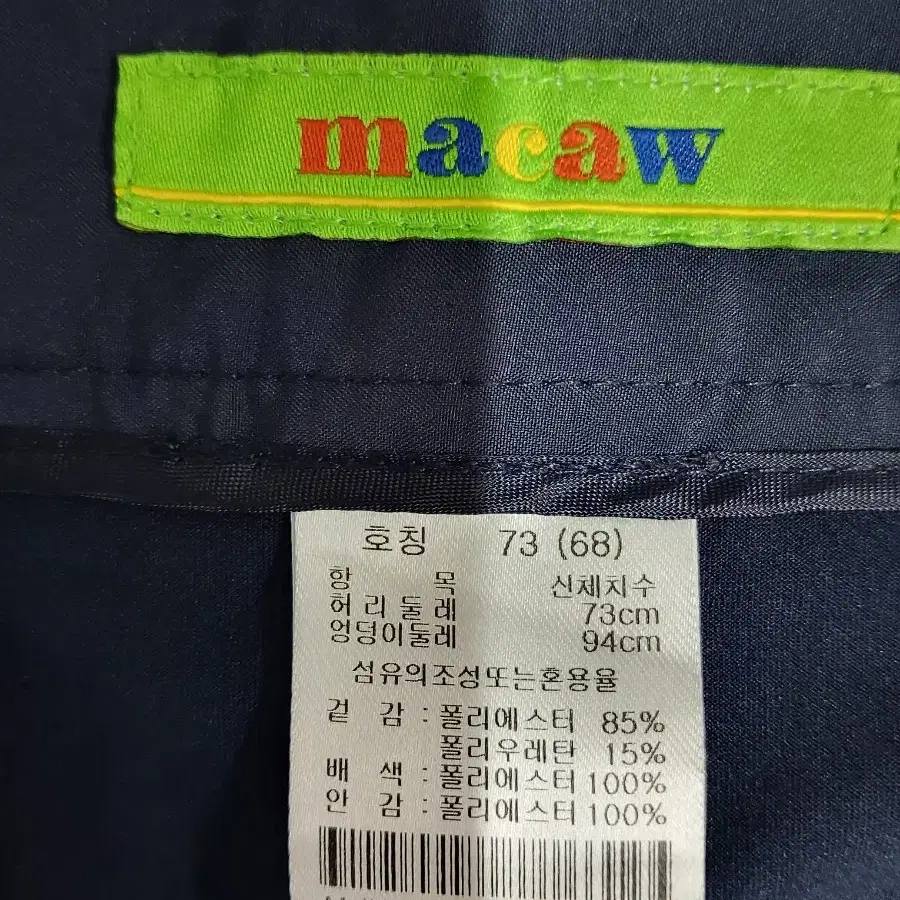 macaw
호칭 73 (68)
항 목 신체치수
허리둘레 73cm
엉덩이둘레 94cm
섬유의조성또는혼용율
겉 감 : 폴리에스터 85%
폴리우레탄 15%
배 색 : 폴리에스터 100%
안 감 : 폴리에스터 100%